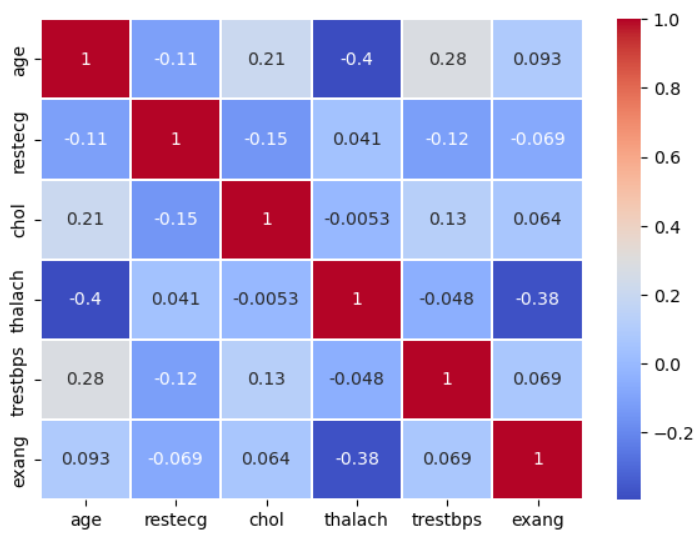 age 1 -0.11 0.21 -0.4 0.28 0.093
restecg -0.11 1 -0.15 0.041 -0.12 -0.069
chol 0.21 -0.15 1 -0.0053 0.13 0.064
thalach -0.4 0.041 -0.0053 1 -0.048 -0.38
trestbps 0.28 -0.12 0.13 -0.048 1 0.069
exang 0.093 -0.069 0.064 -0.38 0.069 1
age restecg chol thalach trestbps exang
1.0
0.8
0.6
0.4
0.2
0.0
−0.2